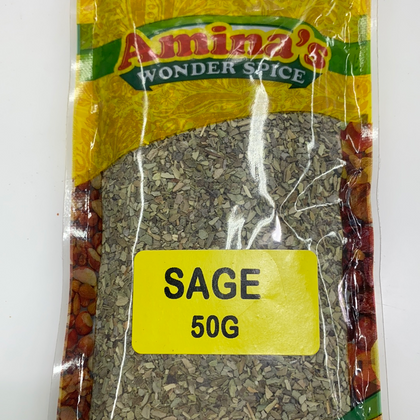 Amina's
WONDER SPICE
SAGE
50G